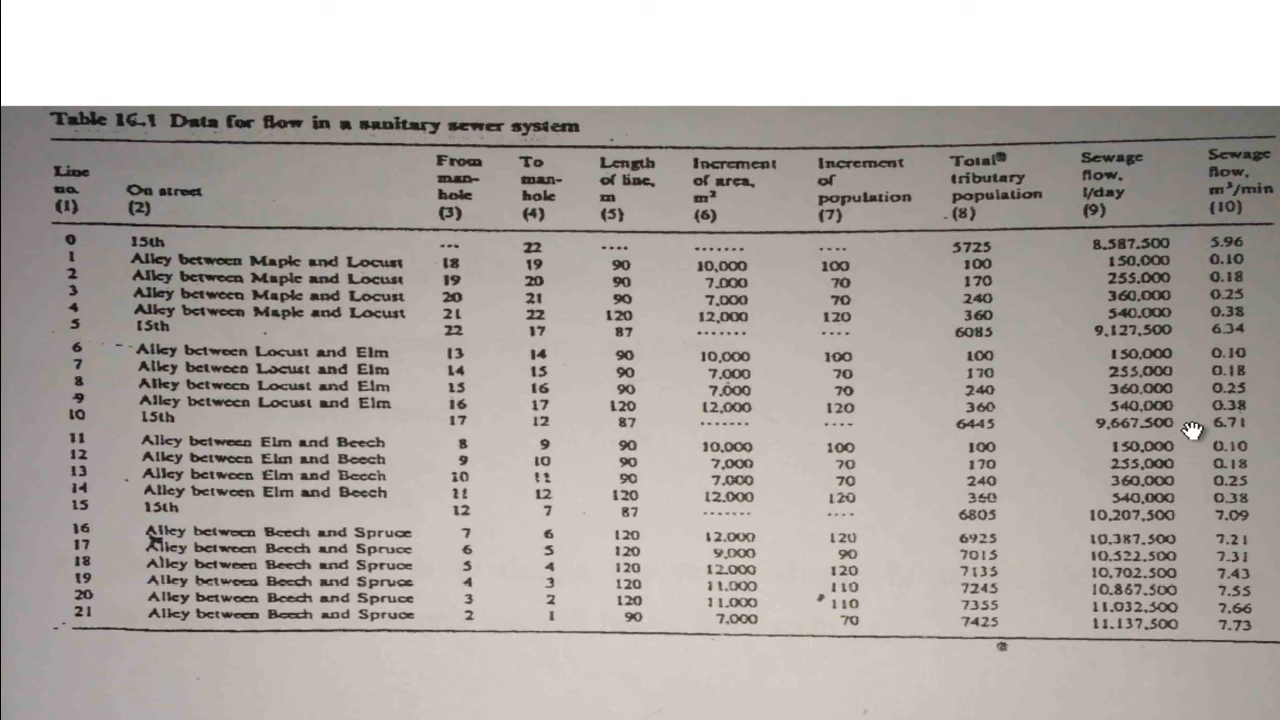 Table 16.1 Data for flow in a sanitary sewer system
Line no. (1) On street (2) From man-hole (3) To man-hole (4) Length of line, m (5) Increment of area, m² (6) Increment of population (7) Total tributary population (8) Sewage flow, l/day (9) Sewage flow, m³/min (10)
0 15th --- 22 .... ....... .... 5725 8,587,500 5.96
1 Alley between Maple and Locust 18 19 90 10,000 100 100 150,000 0.10
2 Alley between Maple and Locust 19 20 90 7,000 70 170 255,000 0.18
3 Alley between Maple and Locust 20 21 90 7,000 70 240 360,000 0.25
4 Alley between Maple and Locust 21 22 120 12,000 120 360 540,000 0.38
5 15th 22 17 87 ....... .... 6085 9,127,500 6.34
6 Alley between Locust and Elm 13 14 90 10,000 100 100 150,000 0.10
7 Alley between Locust and Elm 14 15 90 7,000 70 170 255,000 0.18
8 Alley between Locust and Elm 15 16 90 7,000 70 240 360,000 0.25
9 Alley between Locust and Elm 16 17 120 12,000 120 360 540,000 0.38
10 15th 17 12 87 ....... .... 6445 9,667,500 6.71
11 Alley between Elm and Beech 8 9 90 10,000 100 100 150,000 0.10
12 Alley between Elm and Beech 9 10 90 7,000 70 170 255,000 0.18
13 Alley between Elm and Beech 10 11 90 7,000 70 240 360,000 0.25
14 Alley between Elm and Beech 11 12 120 12,000 120 360 540,000 0.38
15 15th 12 7 87 ....... .... 6805 10,207,500 7.09
16 Alley between Beech and Spruce 7 6 120 12,000 120 6925 10,387,500 7.21
17 Alley between Beech and Spruce 6 5 120 9,000 90 7015 10,522,500 7.31
18 Alley between Beech and Spruce 5 4 120 12,000 120 7135 10,702,500 7.43
19 Alley between Beech and Spruce 4 3 120 11,000 110 7245 10,867,500 7.55
20 Alley between Beech and Spruce 3 2 120 11,000 110 7355 11,032,500 7.66
21 Alley between Beech and Spruce 2 1 90 7,000 70 7425 11,137,500 7.73